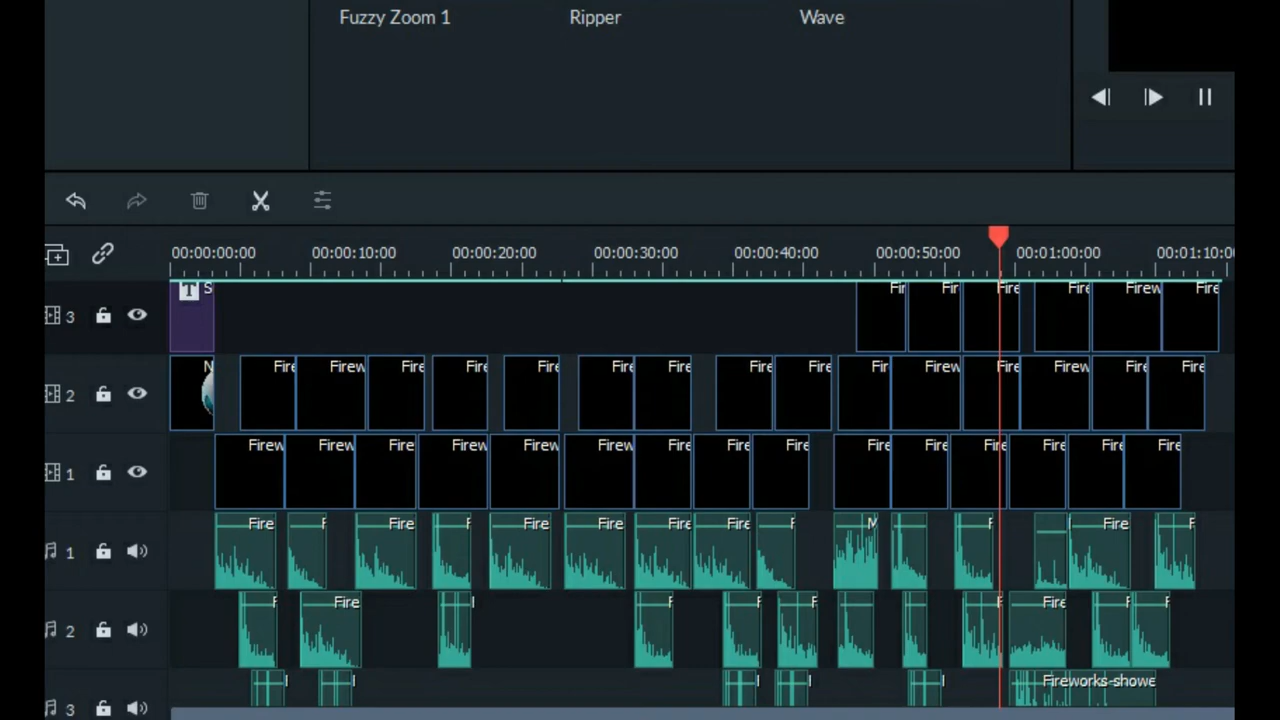 Fuzzy Zoom 1 Ripper Wave
00:00:00:00 00:00:10:00 00:00:20:00 00:00:30:00 00:00:40:00 00:00:50:00 00:01:00:00 00:01:10:00
3 T S Fir Fir Fire Fire Firew Fire
2 N Fire Firew Fire Fire Fire Fire Fire Fire Fire Fir Firew Fire Firew Fire Fire
1 Firew Firew Fire Firew Firew Firew Fire Fire Fire Fire Fire Fir Fire Fire Fire
1 Fire F Fire F Fire Fire Fire Fire F M F Fire F
2 F Fire F F F F Fire F F
3 Fireworks-showe